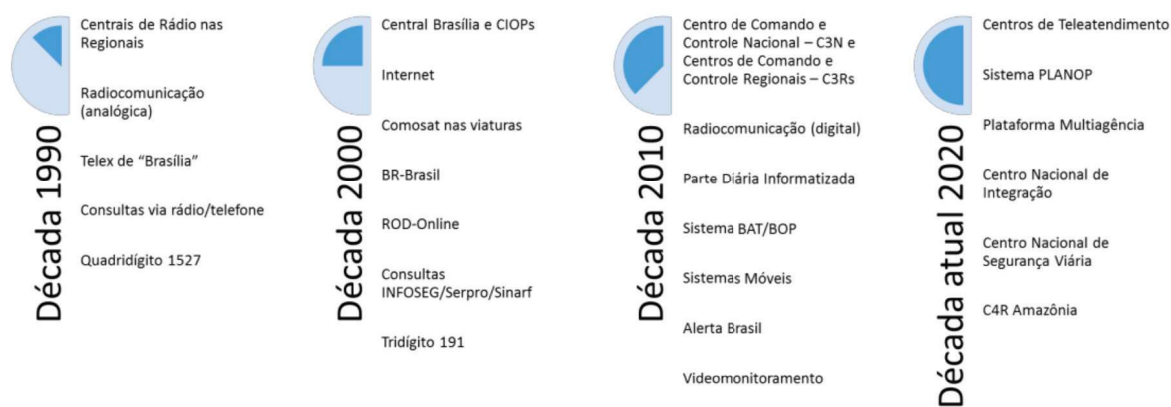 Década 1990
Centrais de Rádio nas
Regionais
Radiocomunicação
(analógica)
Telex de “Brasília”
Consultas via rádio/telefone
Quadridígito 1527
Década 2000
Central Brasília e CIOPs
Internet
Comosat nas viaturas
BR-Brasil
ROD-Online
Consultas
INFOSEG/Serpro/Sinarf
Tridígito 191
Década 2010
Centro de Comando e
Controle Nacional – C3N e
Centros de Comando e
Controle Regionais – C3Rs
Radiocomunicação (digital)
Parte Diária Informatizada
Sistema BAT/BOP
Sistemas Móveis
Alerta Brasil
Videomonitoramento
Década atual 2020
Centros de Teleatendimento
Sistema PLANOP
Plataforma Multiagência
Centro Nacional de
Integração
Centro Nacional de
Segurança Viária
C4R Amazônia